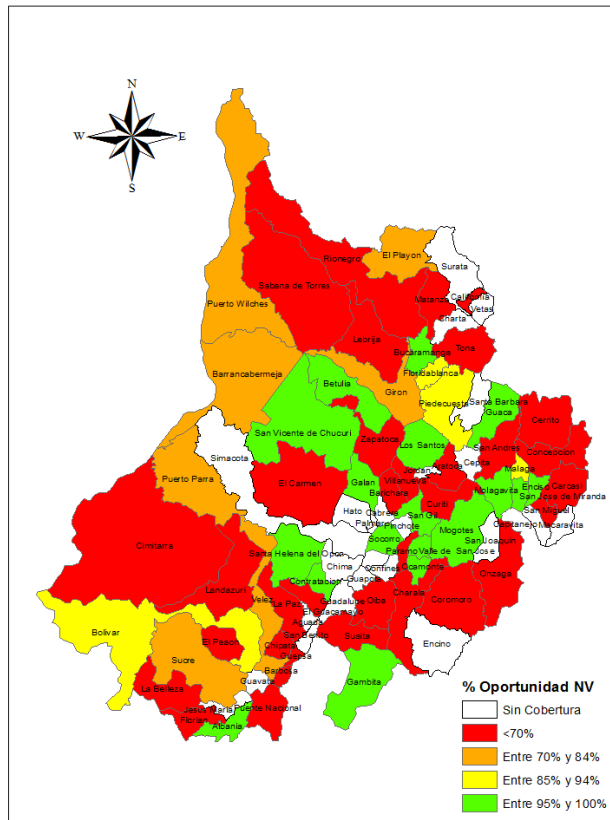 N
W
E
S
El Playon
Surata
Rionegro
Sabana de Torres
California
Matanza
Vetas
Puerto Wilches
Charta
Lebrija
Tona
Bucaramanga
Barrancabermeja
Floridablanca
Betulia
Giron
Piedecuesta
Santa Barbara
Guaca
Cerrito
San Vicente de Chucuri
Zapatoca
Los Santos
San Andres
Concepcion
Simacota
Cepita
Malaga
Puerto Parra
El Carmen
Galan
Jordan
Villanueva
Barichara
Molagavita
Enciso
Carcasi
San Jose de Miranda
Hato
Cabrera
San Gil
Curiti
San Miguel
Palmar
Pinchote
Mogotes
Capitanejo
Macaravita
Socorro
San Joaquin
Cimitarra
Santa Helena del Opon
Paramo
Valle de San Jose
Chima
Confines
Ocamonte
Onzaga
Contratacion
Guapota
Landazuri
Velez
La Paz
Guadalupe
Oiba
Charala
Coromoro
El Guacamayo
Aguada
Bolivar
El Peñon
San Benito
Suaita
Encino
Chipata
Sucre
Guepsa
Barbosa
Guavata
Gambita
La Belleza
Jesus Maria
Puente Nacional
Florian
Albania
% Oportunidad NV
Sin Cobertura
<70%
Entre 70% y 84%
Entre 85% y 94%
Entre 95% y 100%